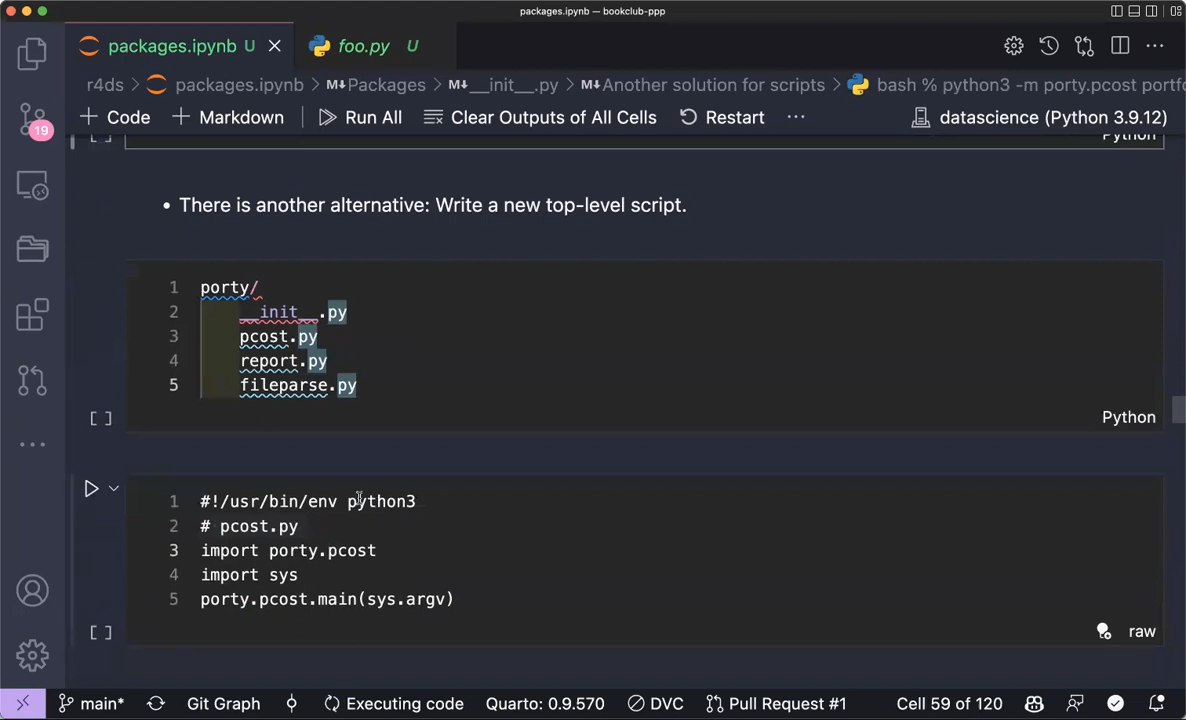 packages.ipynb — bookclub-ppp
packages.ipynb U
foo.py U
r4ds > packages.ipynb > M↓Packages > M↓__init__.py > M↓Another solution for scripts > bash % python3 -m porty.pcost portfo
+ Code + Markdown Run All Clear Outputs of All Cells Restart ... datascience (Python 3.9.12)
19
[ ] Python
• There is another alternative: Write a new top-level script.
1 porty/
2 __init__.py
3 pcost.py
4 report.py
5 fileparse.py
[ ] Python
1 #!/usr/bin/env python3
2 # pcost.py
3 import porty.pcost
4 import sys
5 porty.pcost.main(sys.argv)
[ ] raw
main* Git Graph Executing code Quarto: 0.9.570 DVC Pull Request #1 Cell 59 of 120